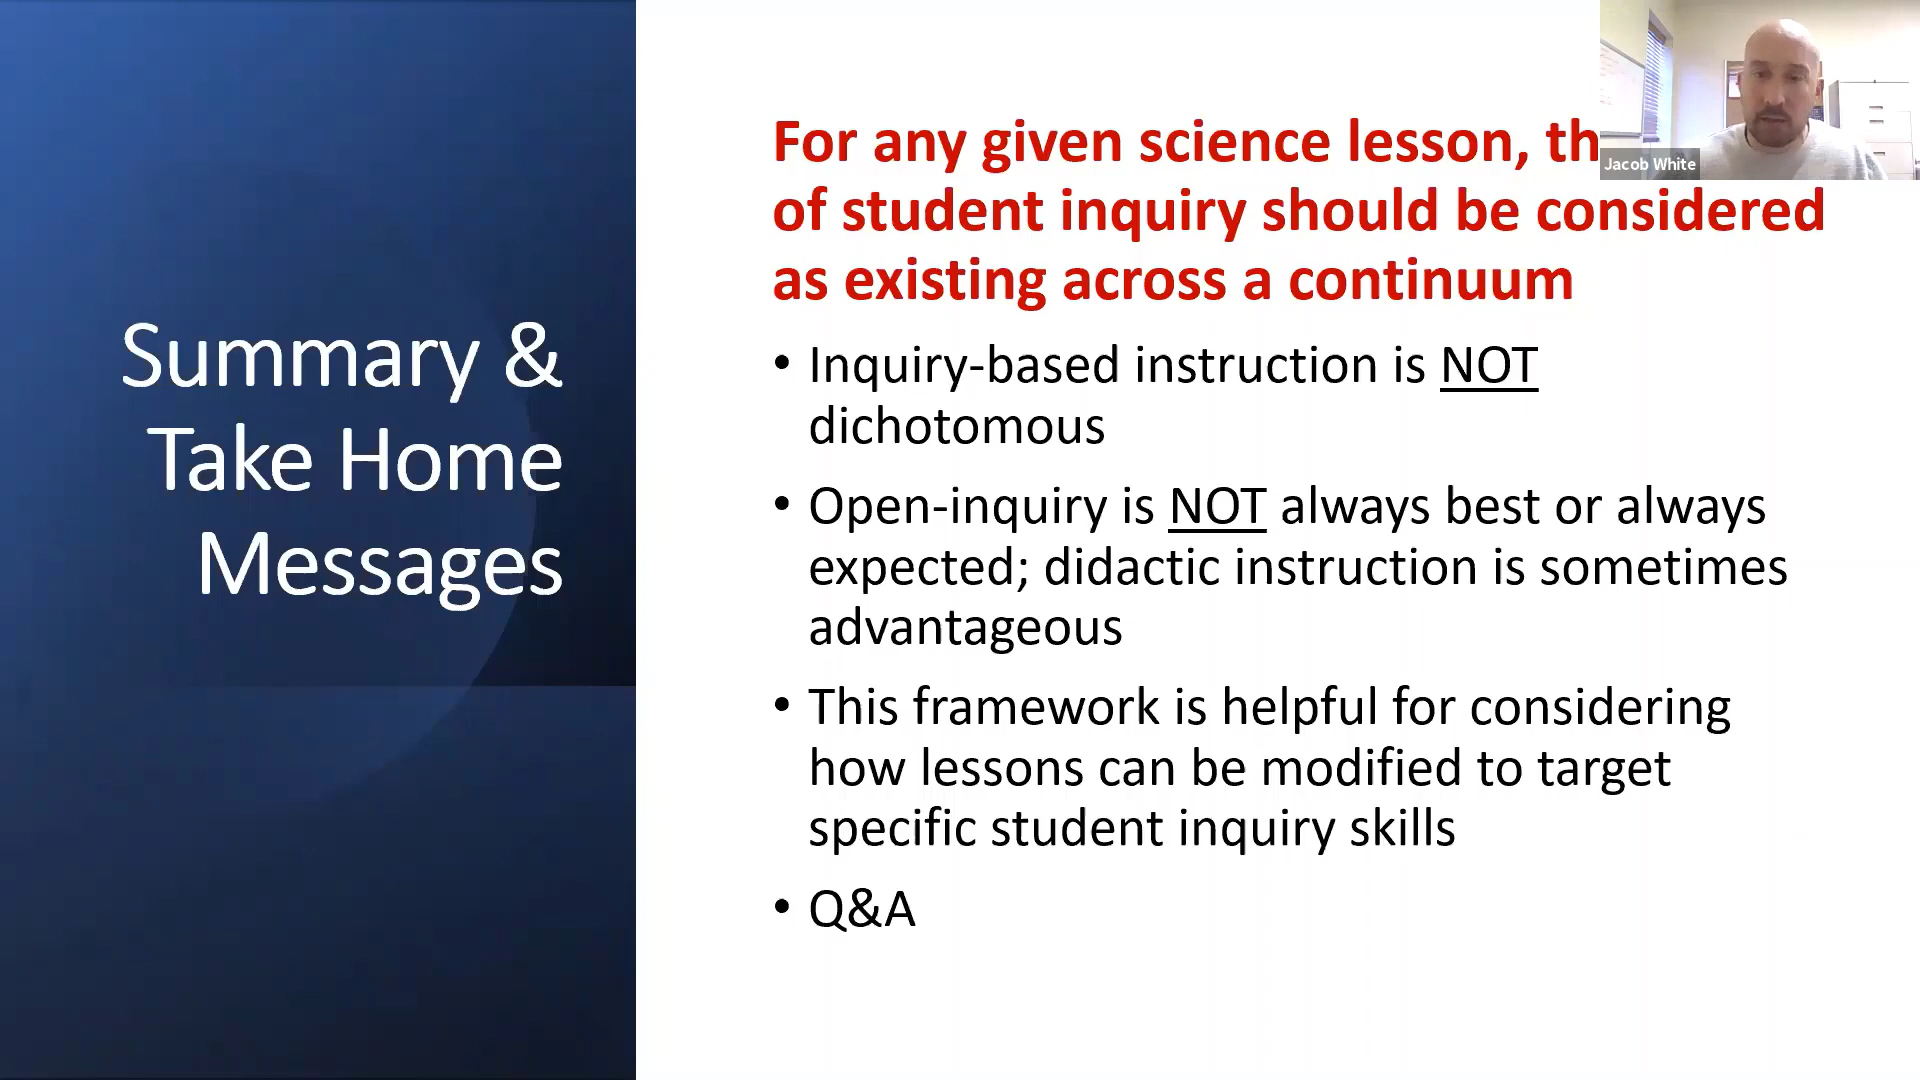 Summary &
Take Home
Messages
For any given science lesson, th
of student inquiry should be considered
as existing across a continuum
• Inquiry-based instruction is NOT
dichotomous
• Open-inquiry is NOT always best or always
expected; didactic instruction is sometimes
advantageous
• This framework is helpful for considering
how lessons can be modified to target
specific student inquiry skills
• Q&A
Jacob White